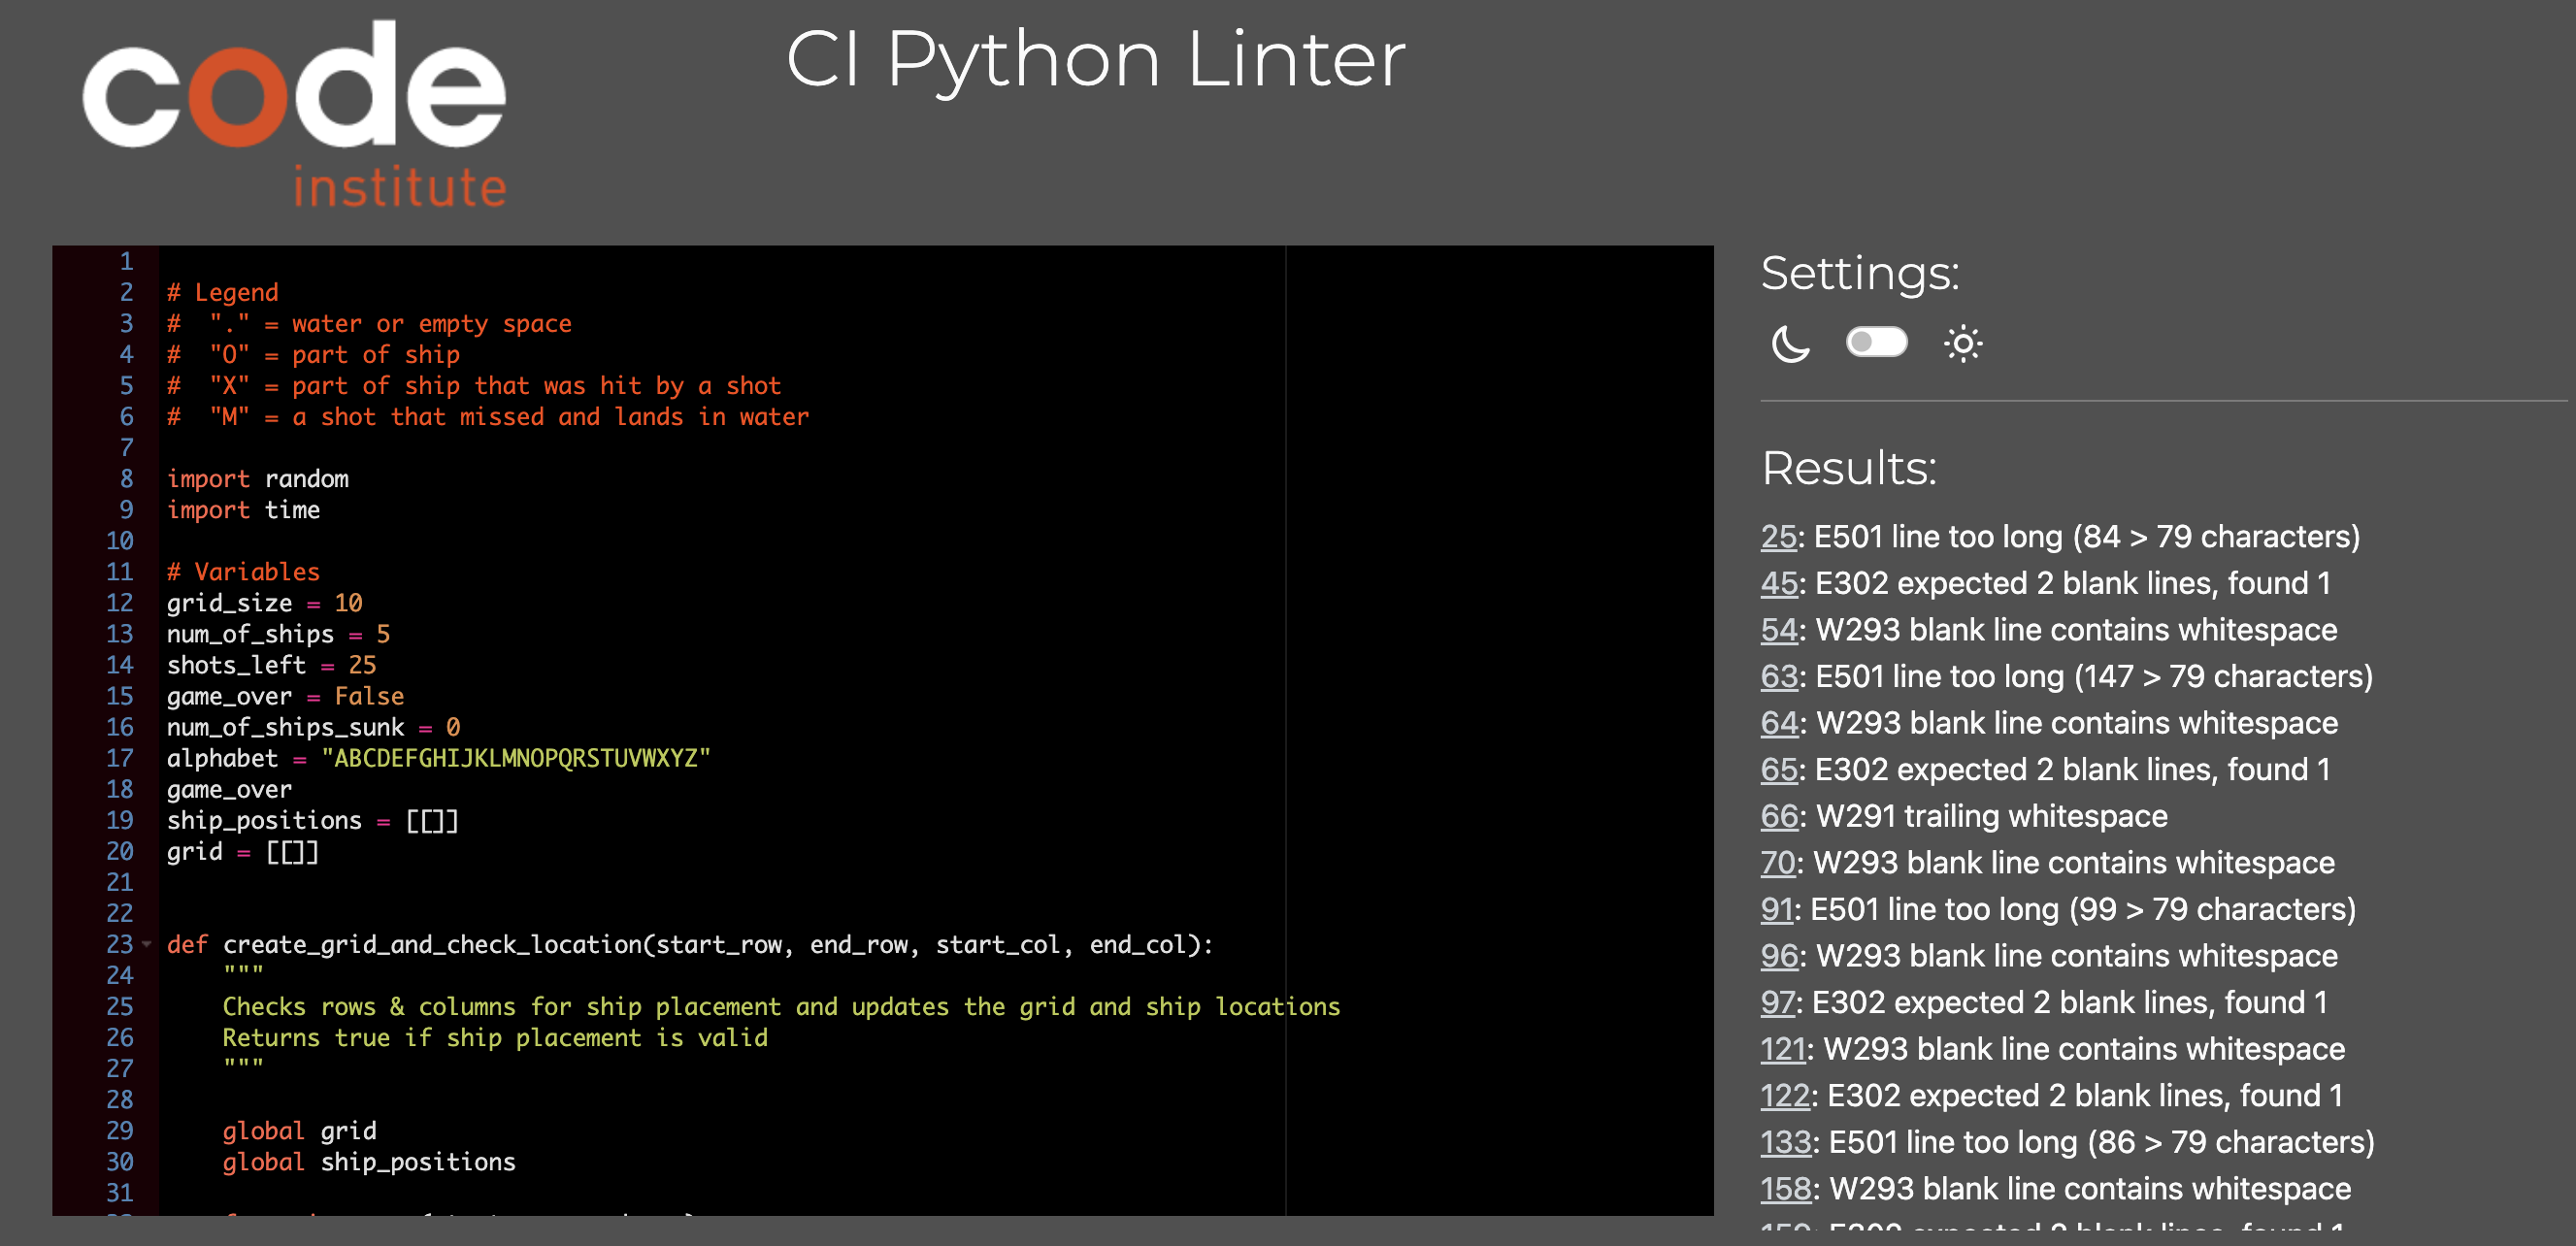 code
institute
CI Python Linter
1
2 # Legend
3 #  "." = water or empty space
4 #  "O" = part of ship
5 #  "X" = part of ship that was hit by a shot
6 #  "M" = a shot that missed and lands in water
7
8 import random
9 import time
10
11 # Variables
12 grid_size = 10
13 num_of_ships = 5
14 shots_left = 25
15 game_over = False
16 num_of_ships_sunk = 0
17 alphabet = "ABCDEFGHIJKLMNOPQRSTUVWXYZ"
18 game_over
19 ship_positions = [[]]
20 grid = [[]]
21
22
23 def create_grid_and_check_location(start_row, end_row, start_col, end_col):
24     """
25     Checks rows & columns for ship placement and updates the grid and ship locations
26     Returns true if ship placement is valid
27     """
28
29     global grid
30     global ship_positions
31
Settings:
Results:
25: E501 line too long (84 > 79 characters)
45: E302 expected 2 blank lines, found 1
54: W293 blank line contains whitespace
63: E501 line too long (147 > 79 characters)
64: W293 blank line contains whitespace
65: E302 expected 2 blank lines, found 1
66: W291 trailing whitespace
70: W293 blank line contains whitespace
91: E501 line too long (99 > 79 characters)
96: W293 blank line contains whitespace
97: E302 expected 2 blank lines, found 1
121: W293 blank line contains whitespace
122: E302 expected 2 blank lines, found 1
133: E501 line too long (86 > 79 characters)
158: W293 blank line contains whitespace
159: E302 expected 2 blank lines, found 1